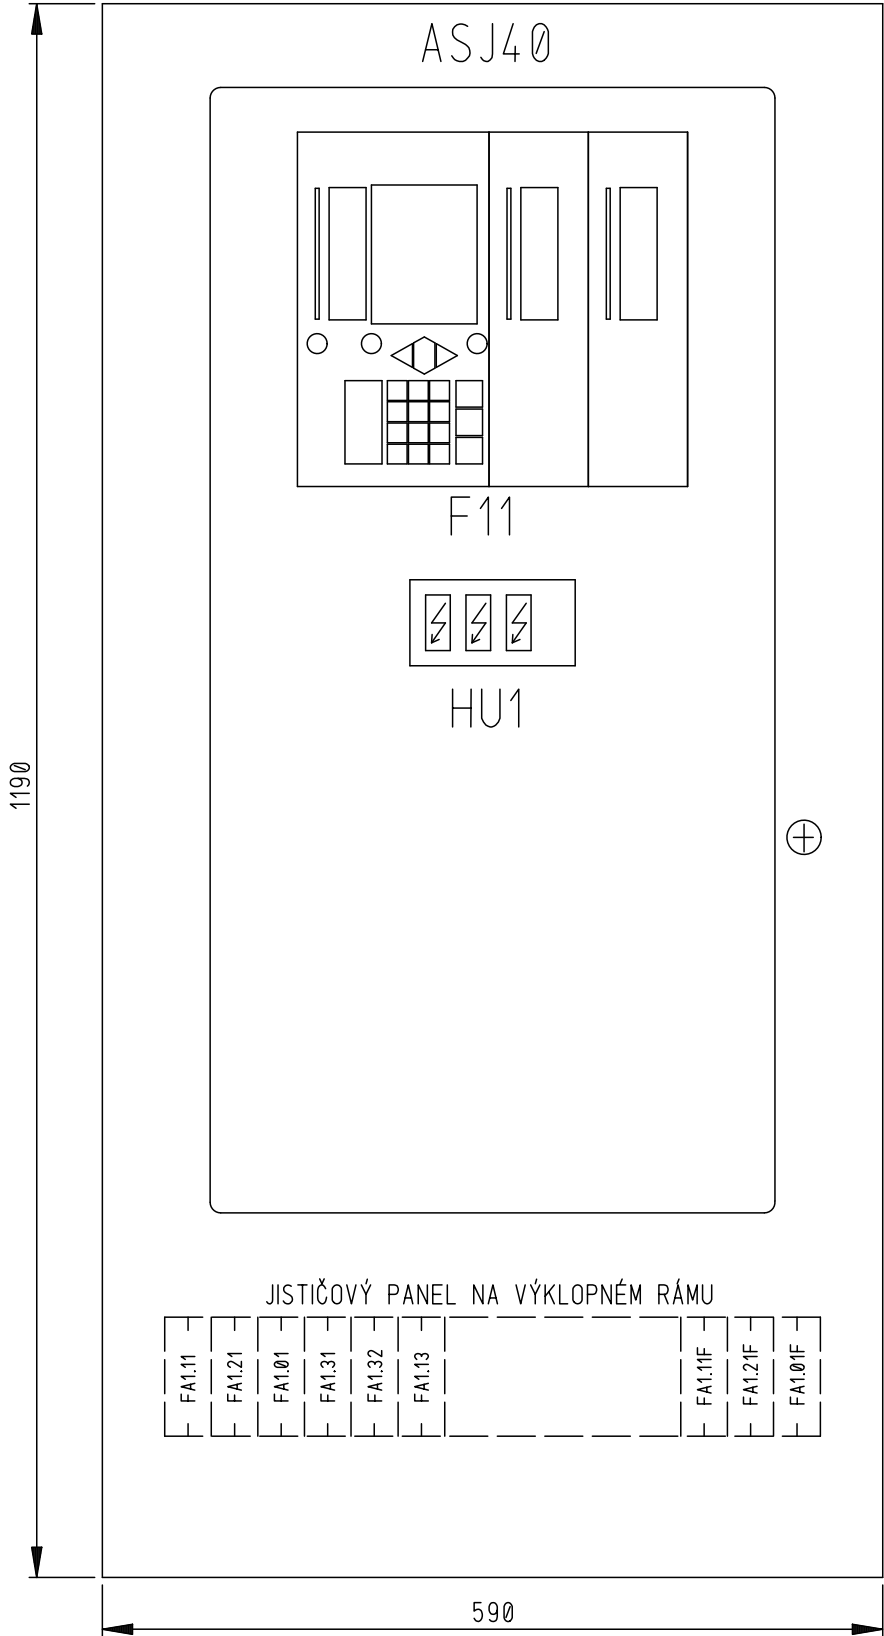 ASJ40
F11
HU1
1190
JISTIČOVÝ PANEL NA VÝKLOPNÉM RÁMU
FA1.11
FA1.21
FA1.01
FA1.31
FA1.32
FA1.13
FA1.11F
FA1.21F
FA1.01F
590